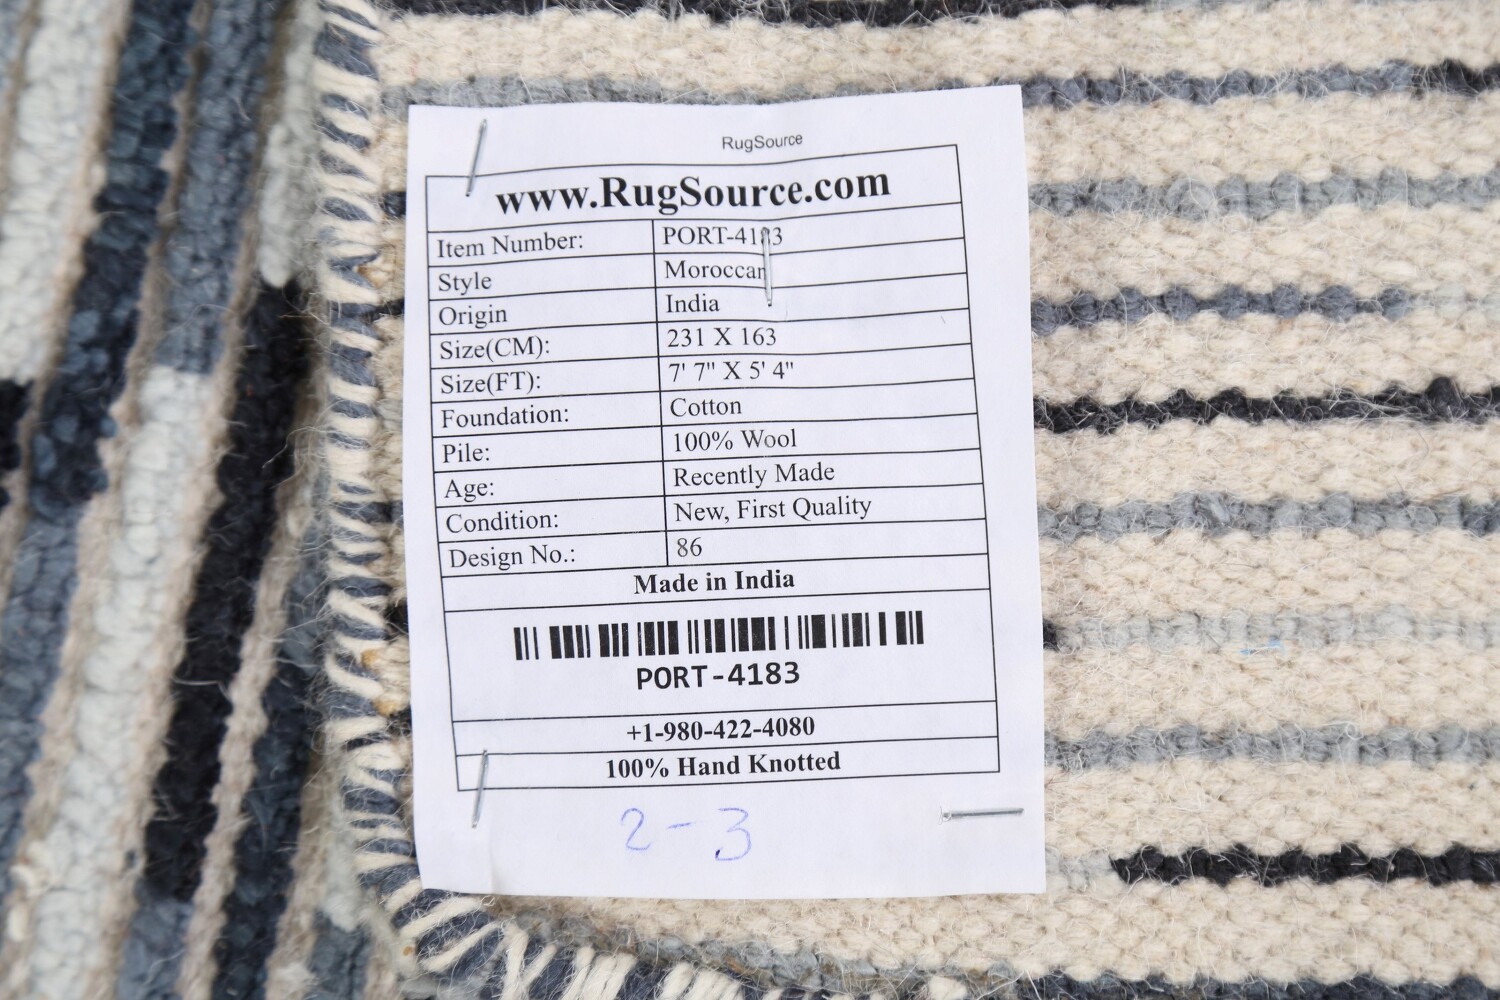 RugSource
www.RugSource.com
Item Number: PORT-4183
Style Moroccan
Origin India
Size(CM): 231 X 163
Size(FT): 7' 7" X 5' 4"
Foundation: Cotton
Pile: 100% Wool
Age: Recently Made
Condition: New, First Quality
Design No.: 86
Made in India
PORT-4183
+1-980-422-4080
100% Hand Knotted
2-3